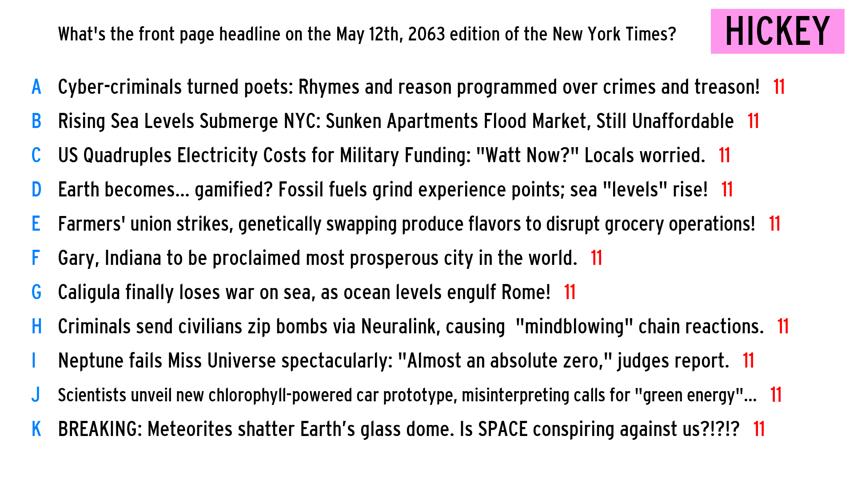 What's the front page headline on the May 12th, 2063 edition of the New York Times?
HICKEY
A Cyber-criminals turned poets: Rhymes and reason programmed over crimes and treason! 11
B Rising Sea Levels Submerge NYC: Sunken Apartments Flood Market, Still Unaffordable 11
C US Quadruples Electricity Costs for Military Funding: "Watt Now?" Locals worried. 11
D Earth becomes... gamified? Fossil fuels grind experience points; sea "levels" rise! 11
E Farmers' union strikes, genetically swapping produce flavors to disrupt grocery operations! 11
F Gary, Indiana to be proclaimed most prosperous city in the world. 11
G Caligula finally loses war on sea, as ocean levels engulf Rome! 11
H Criminals send civilians zip bombs via Neuralink, causing "mindblowing" chain reactions. 11
I Neptune fails Miss Universe spectacularly: "Almost an absolute zero," judges report. 11
J Scientists unveil new chlorophyll-powered car prototype, misinterpreting calls for "green energy"... 11
K BREAKING: Meteorites shatter Earth’s glass dome. Is SPACE conspiring against us?!?!? 11